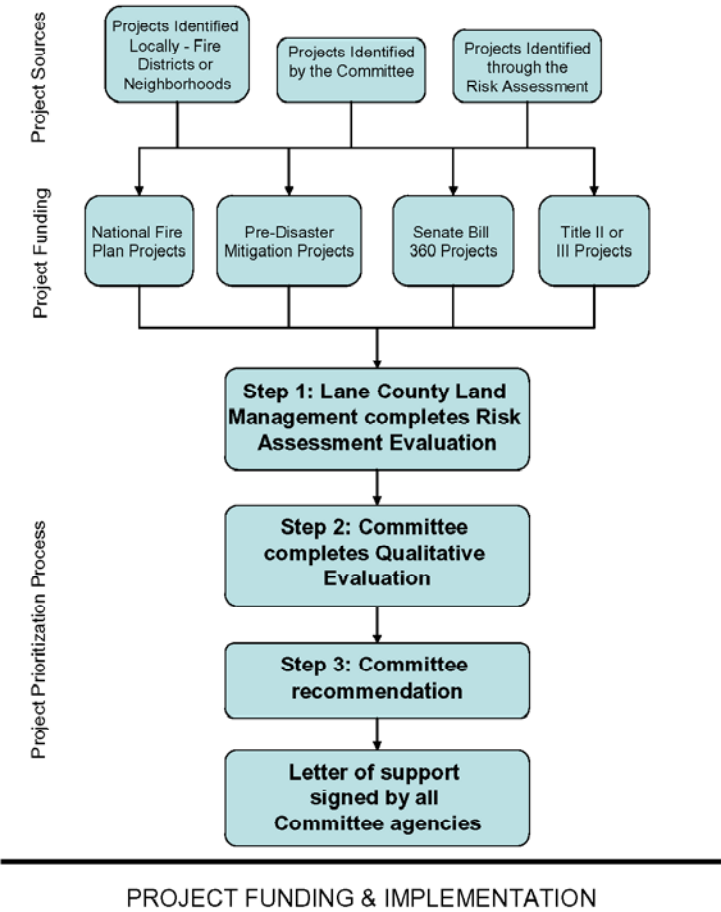 Project Sources
Projects Identified
Locally - Fire
Districts or
Neighborhoods
Projects Identified
by the Committee
Projects Identified
through the
Risk Assessment
Project Funding
National Fire
Plan Projects
Pre-Disaster
Mitigation Projects
Senate Bill
360 Projects
Title II or
III Projects
Project Prioritization Process
Step 1: Lane County Land
Management completes Risk
Assessment Evaluation
Step 2: Committee
completes Qualitative
Evaluation
Step 3: Committee
recommendation
Letter of support
signed by all
Committee agencies
PROJECT FUNDING & IMPLEMENTATION